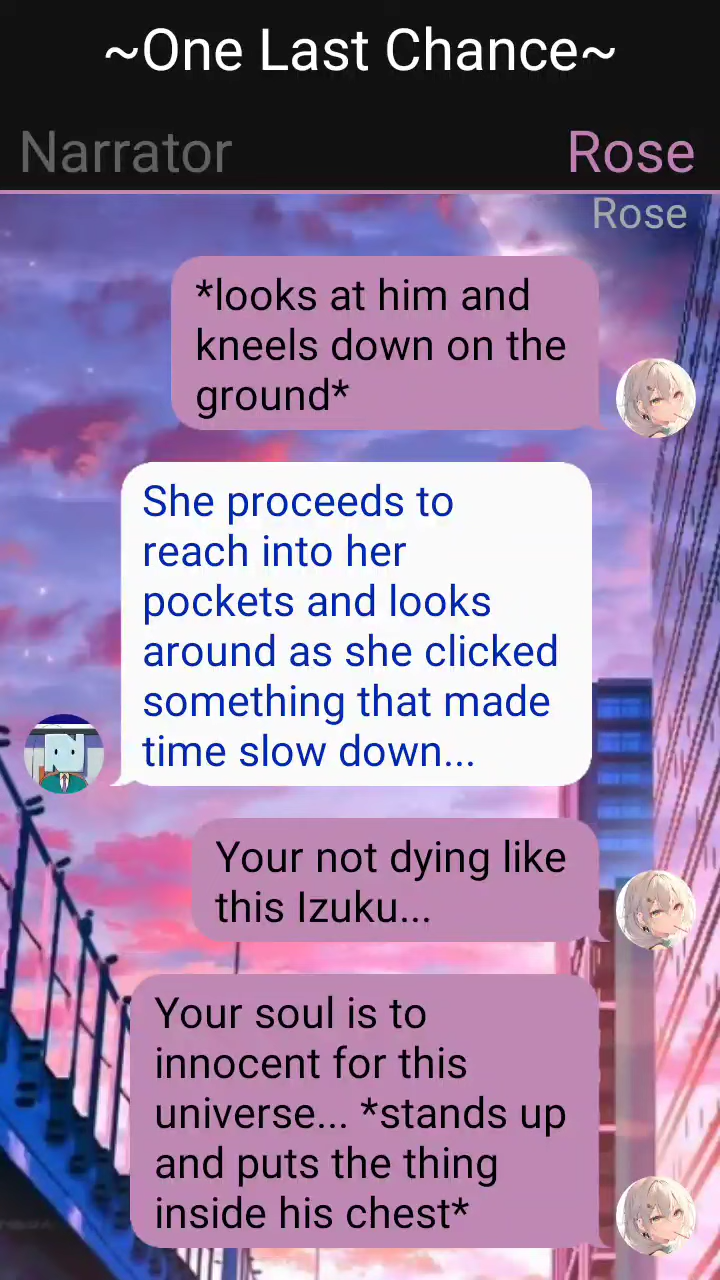 ~One Last Chance~
Narrator
Rose
Rose
*looks at him and
kneels down on the
ground*
She proceeds to
reach into her
pockets and looks
around as she clicked
something that made
time slow down...
Your not dying like
this Izuku...
Your soul is to
innocent for this
universe... *stands up
and puts the thing
inside his chest*